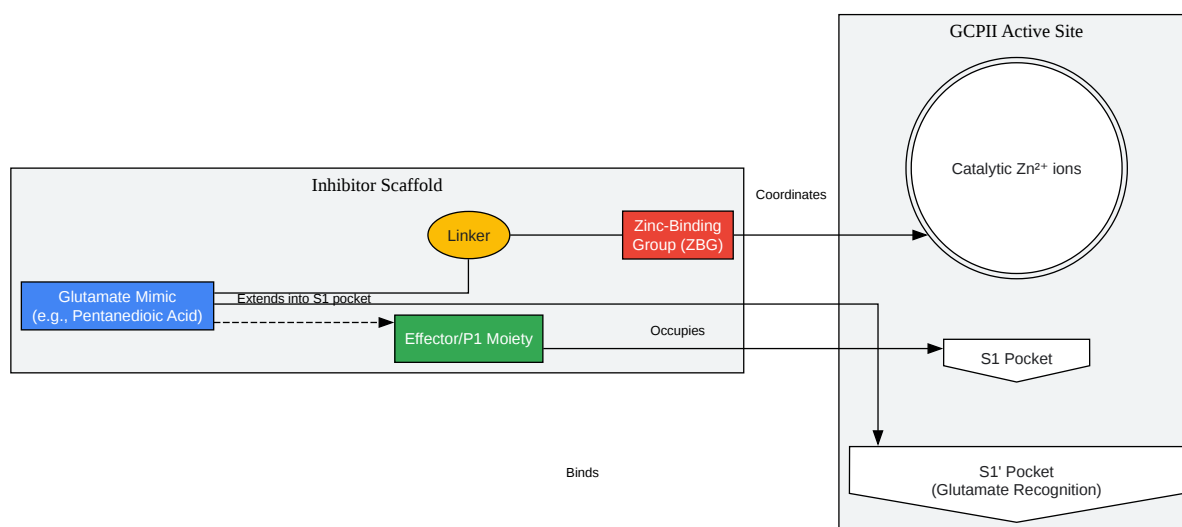 GCPII Active Site
Catalytic Zn²⁺ ions
Inhibitor Scaffold
Coordinates
Linker
Zinc-Binding
Group (ZBG)
Glutamate Mimic
(e.g., Pentanedioic Acid)
Extends into S1 pocket
Effector/P1 Moiety
Occupies
S1 Pocket
Binds
S1' Pocket
(Glutamate Recognition)